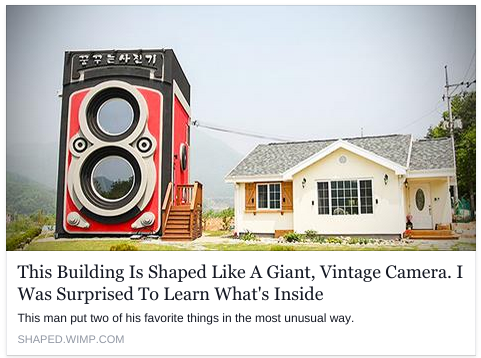 꿈꾸는사진기
This Building Is Shaped Like A Giant, Vintage Camera. I
Was Surprised To Learn What's Inside
This man put two of his favorite things in the most unusual way.
SHAPED.WIMP.COM